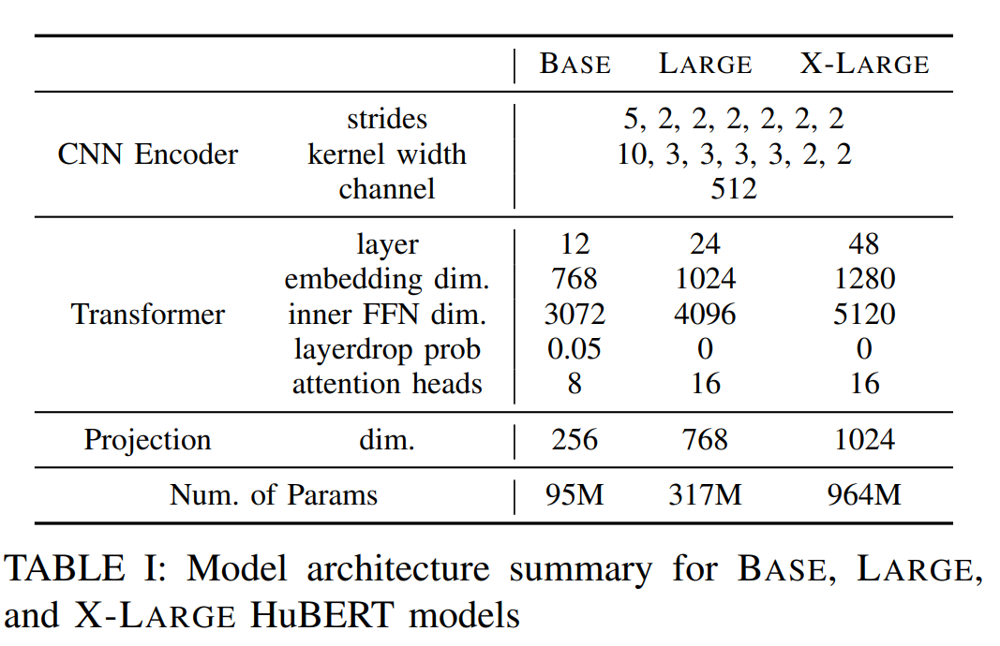 BASE LARGE X-LARGE
strides 5, 2, 2, 2, 2, 2, 2
CNN Encoder kernel width 10, 3, 3, 3, 3, 2, 2
channel 512
layer 12 24 48
embedding dim. 768 1024 1280
Transformer inner FFN dim. 3072 4096 5120
layerdrop prob 0.05 0 0
attention heads 8 16 16
Projection dim. 256 768 1024
Num. of Params 95M 317M 964M
TABLE I: Model architecture summary for BASE, LARGE,
and X-LARGE HuBERT models